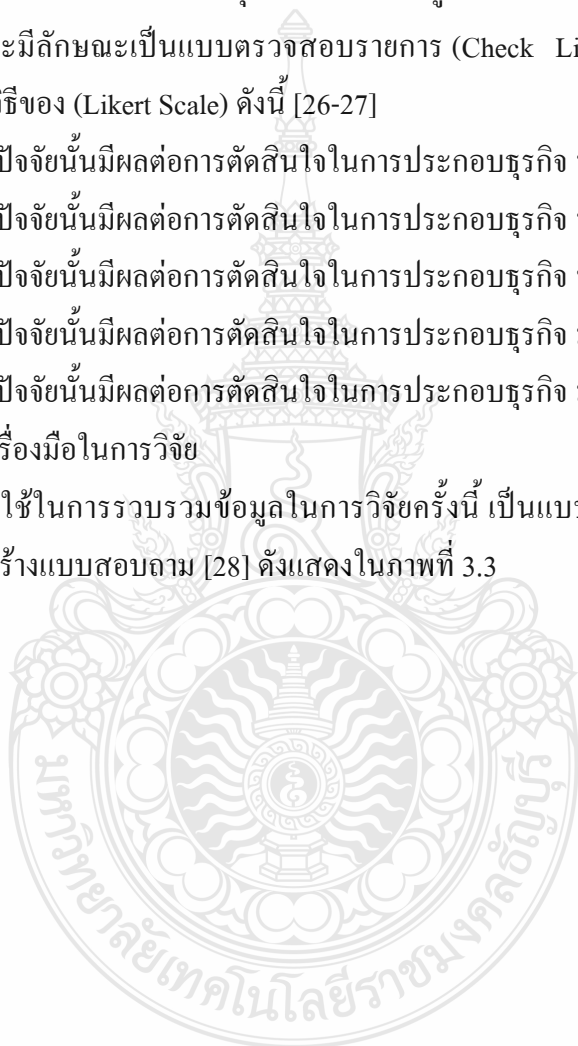 ะมีลักษณะเป็นแบบตรวจสอบรายการ (Check Li
วิธีของ (Likert Scale) ดังนี้ [26-27]
ปัจจัยนั้นมีผลต่อการตัดสินใจในการประกอบธุรกิจ
ปัจจัยนั้นมีผลต่อการตัดสินใจในการประกอบธุรกิจ
ปัจจัยนั้นมีผลต่อการตัดสินใจในการประกอบธุรกิจ
ปัจจัยนั้นมีผลต่อการตัดสินใจในการประกอบธุรกิจ
ปัจจัยนั้นมีผลต่อการตัดสินใจในการประกอบธุรกิจ
รื่องมือในการวิจัย
ใช้ในการรวบรวมข้อมูลในการวิจัยครั้งนี้ เป็นแบบ
ร้างแบบสอบถาม [28] ดังแสดงในภาพที่ 3.3
มหาวิทยาลัยเทคโนโลยีราชมงคลธัญบุรี